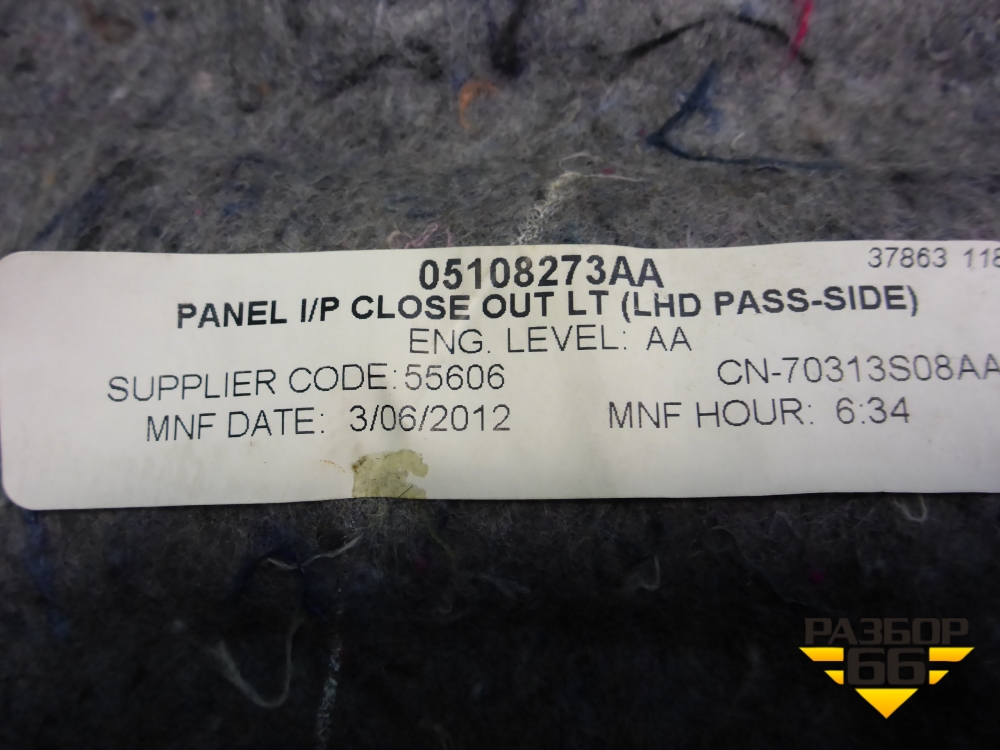 37863 118
05108273AA
PANEL I/P CLOSE OUT LT (LHD PASS-SIDE)
ENG. LEVEL: AA
SUPPLIER CODE: 55606 CN-70313S08AA
MNF DATE: 3/06/2012 MNF HOUR: 6:34
РАЗБОР
66